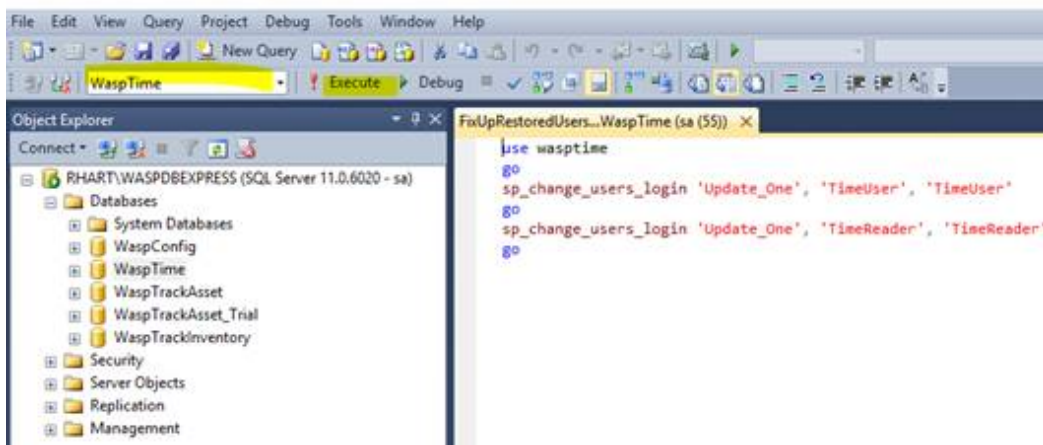 File Edit View Query Project Debug Tools Window Help
New Query
WaspTime Execute Debug
Object Explorer
Connect
RHART\WASPDBEXPRESS (SQL Server 11.0.6020 - sa)
Databases
System Databases
WaspConfig
WaspTime
WaspTrackAsset
WaspTrackAsset_Trial
WaspTrackInventory
Security
Server Objects
Replication
Management
FixUpRestoredUsers...WaspTime (sa (55))
use wasptime
go
sp_change_users_login 'Update_One', 'TimeUser', 'TimeUser'
go
sp_change_users_login 'Update_One', 'TimeReader', 'TimeReader'
go